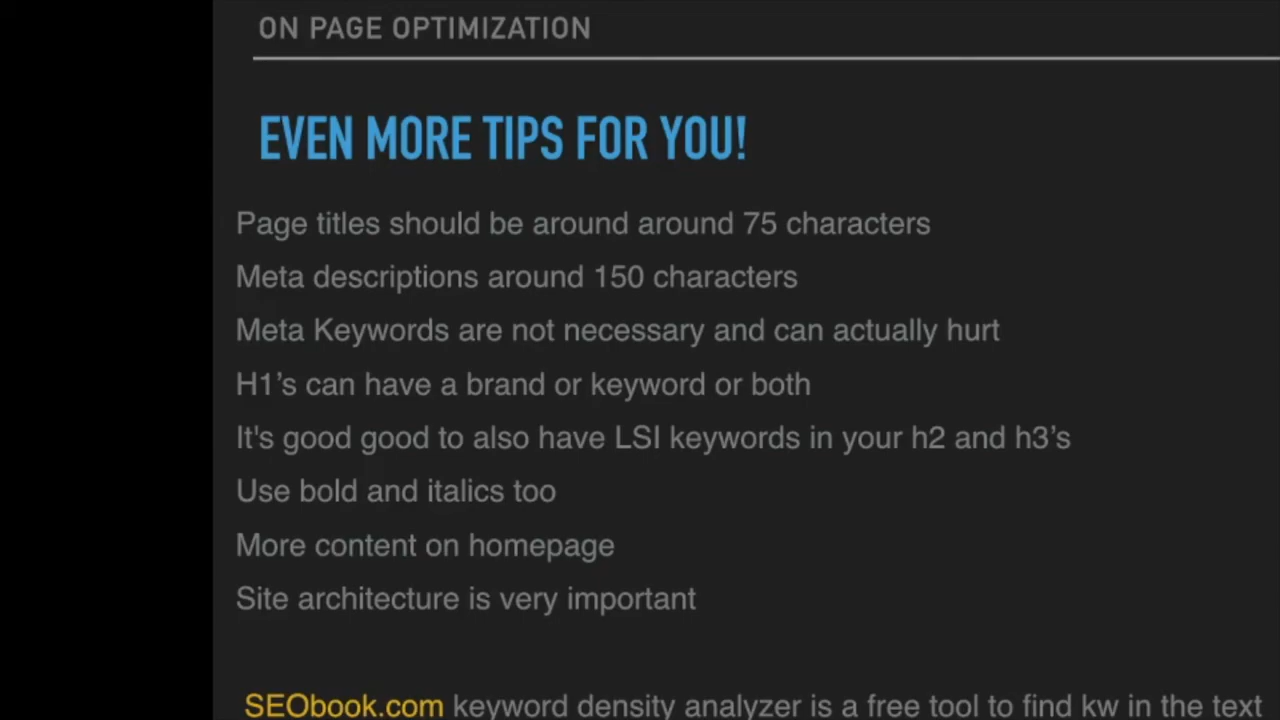 ON PAGE OPTIMIZATION
EVEN MORE TIPS FOR YOU!
Page titles should be around around 75 characters
Meta descriptions around 150 characters
Meta Keywords are not necessary and can actually hurt
H1’s can have a brand or keyword or both
It's good good to also have LSI keywords in your h2 and h3’s
Use bold and italics too
More content on homepage
Site architecture is very important
SEObook.com keyword density analyzer is a free tool to find kw in the text